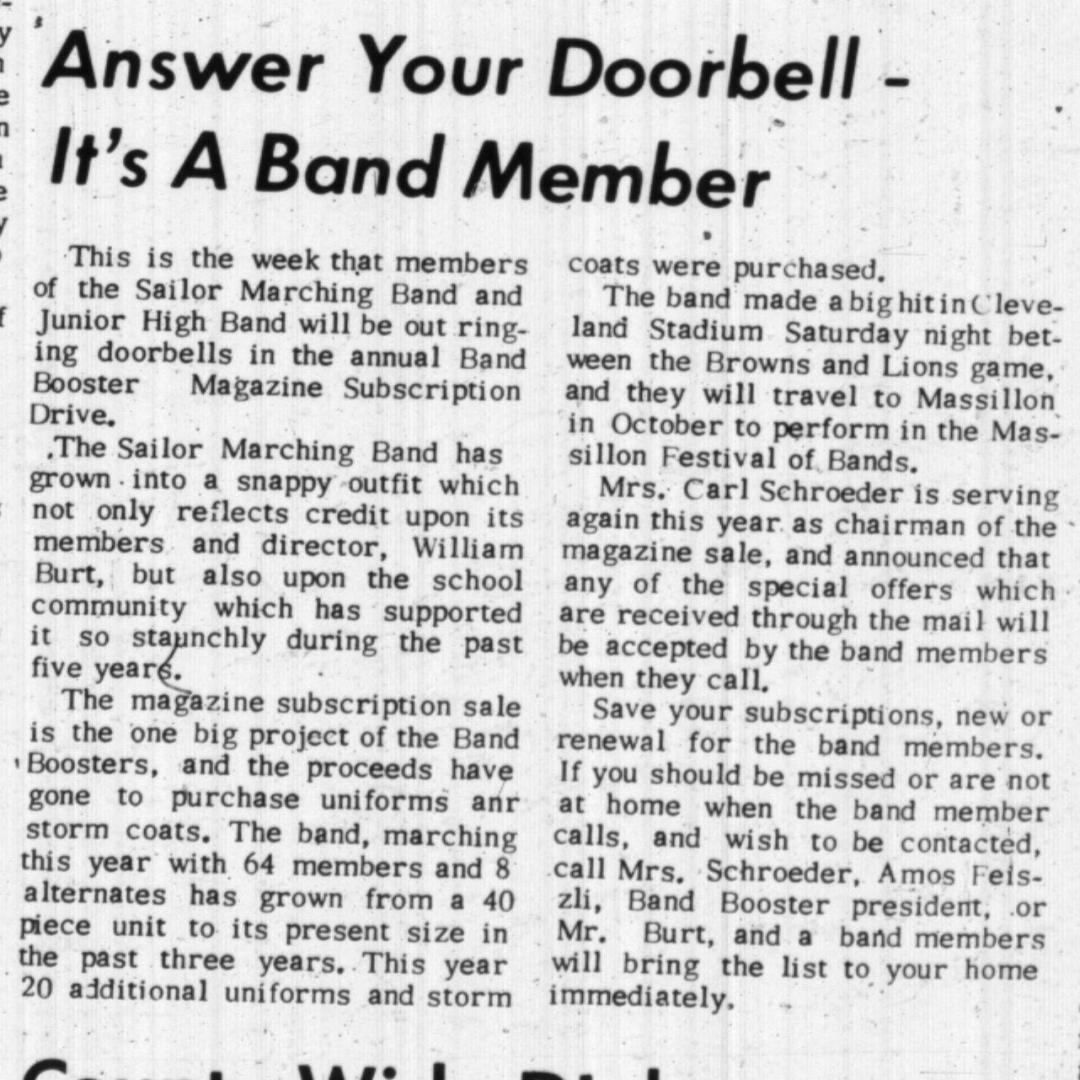 Answer Your Doorbell -
It's A Band Member
This is the week that members
of the Sailor Marching Band and
Junior High Band will be out ring-
ing doorbells in the annual Band
Booster Magazine Subscription
Drive.
The Sailor Marching Band has
grown into a snappy outfit which
not only reflects credit upon its
members and director, William
Burt, but also upon the school
community which has supported
it so staunchly during the past
five years.
The magazine subscription sale
is the one big project of the Band
Boosters, and the proceeds have
gone to purchase uniforms anr
storm coats. The band, marching
this year with 64 members and 8
alternates has grown from a 40
piece unit to its present size in
the past three years. This year
20 additional uniforms and storm
coats were purchased.
The band made a big hit in Cleve-
land Stadium Saturday night bet-
ween the Browns and Lions game,
and they will travel to Massillon
in October to perform in the Mas-
sillon Festival of Bands.
Mrs. Carl Schroeder is serving
again this year as chairman of the
magazine sale, and announced that
any of the special offers which
are received through the mail will
be accepted by the band members
when they call.
Save your subscriptions, new or
renewal for the band members.
If you should be missed or are not
at home when the band member
calls, and wish to be contacted,
call Mrs. Schroeder, Amos Feis-
zli, Band Booster president, or
Mr. Burt, and a band members
will bring the list to your home
immediately.